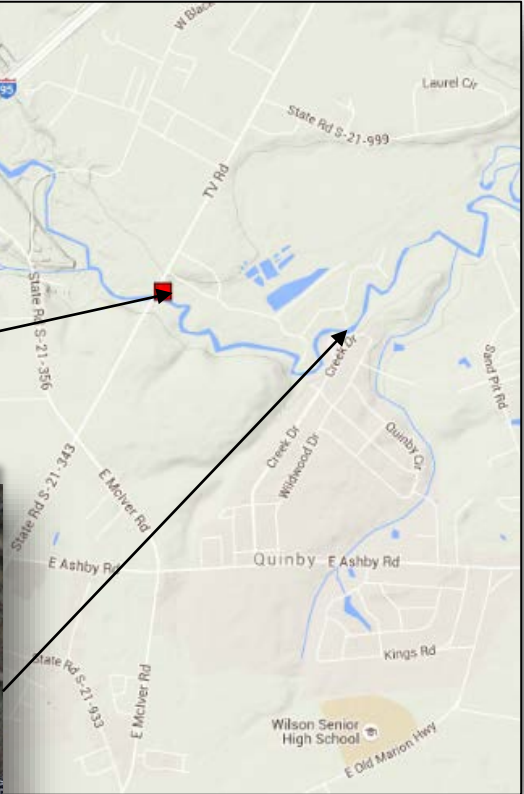 W Blac
95
Laurel Cir
State Rd S-21-999
TV Rd
State Rd S-21-356
Creek Dr
Sand Pit Rd
Creek Dr
Wildwood Dr
Quinby Cir
State Rd S-21-343
E McIver Rd
E Ashby Rd
Quinby
E Ashby Rd
State Rd S-21-933
E McIver Rd
Kings Rd
Wilson Senior
High School
E Old Marion Hwy